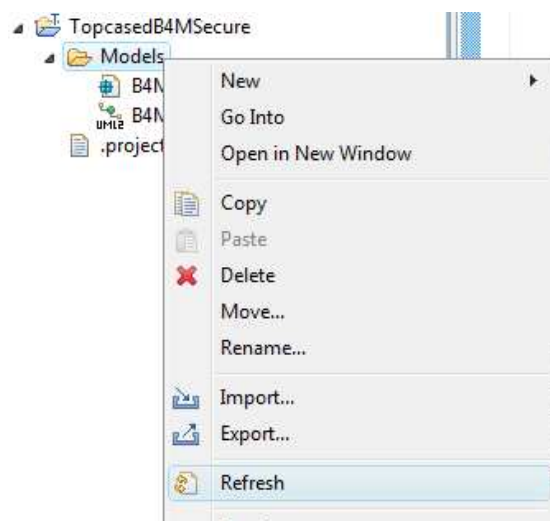 TopcasedB4MSecure
Models
B4M
UML2 B4M
.project
New
Go Into
Open in New Window
Copy
Paste
Delete
Move...
Rename...
Import...
Export...
Refresh